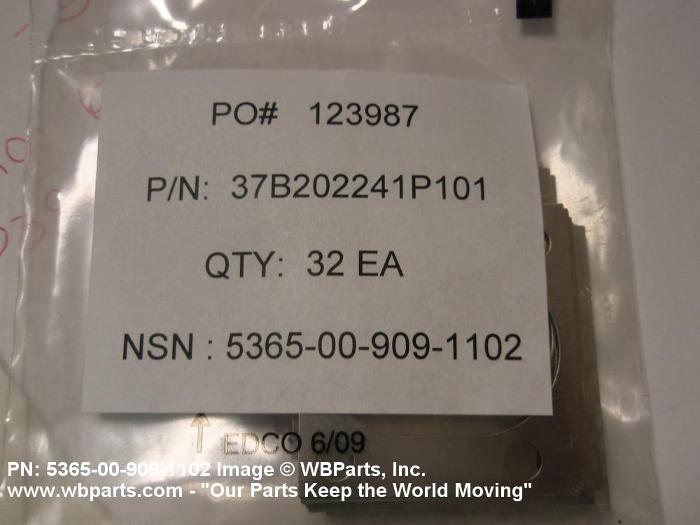 PO# 123987
P/N: 37B202241P101
QTY: 32 EA
NSN : 5365-00-909-1102
EDCO 6/09
PN: 5365-00-909-1102 Image © WBParts, Inc.
www.wbparts.com - "Our Parts Keep the World Moving"